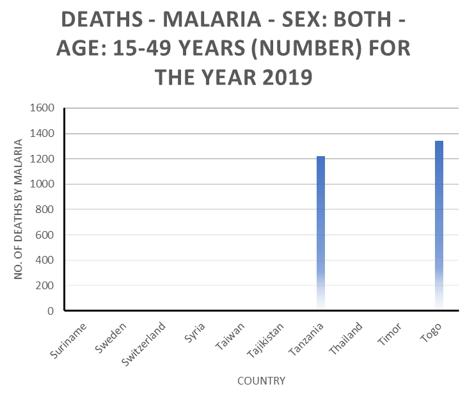 DEATHS - MALARIA - SEX: BOTH -
AGE: 15-49 YEARS (NUMBER) FOR
THE YEAR 2019
1600
1400
1200
1000
800
600
400
200
0
NO. OF DEATHS BY MALARIA
Suriname
Sweden
Switzerland
Syria
Taiwan
Tajikistan
Tanzania
Thailand
Timor
Togo
COUNTRY